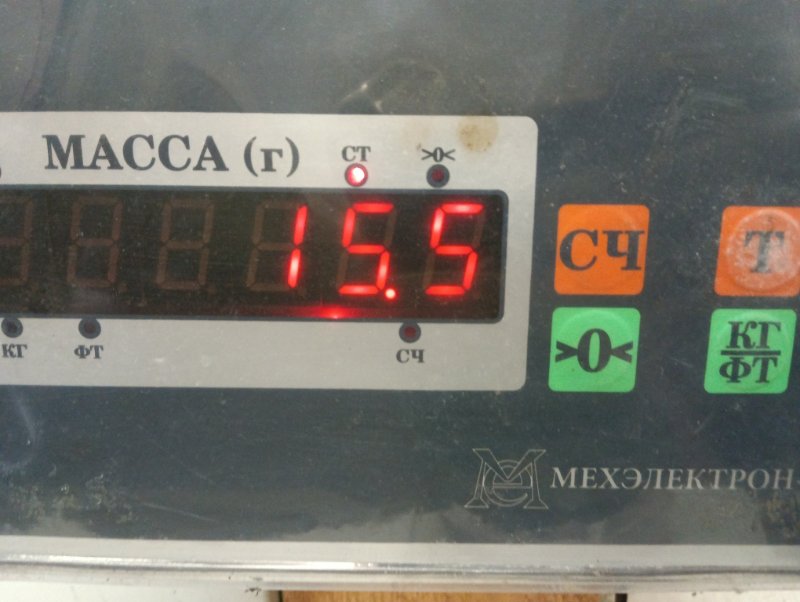 МАССА (г) СТ >0<
15.5
КГ ФТ СЧ
СЧ Т
>0< КГ/ФТ
МЕХЭЛЕКТРОН-